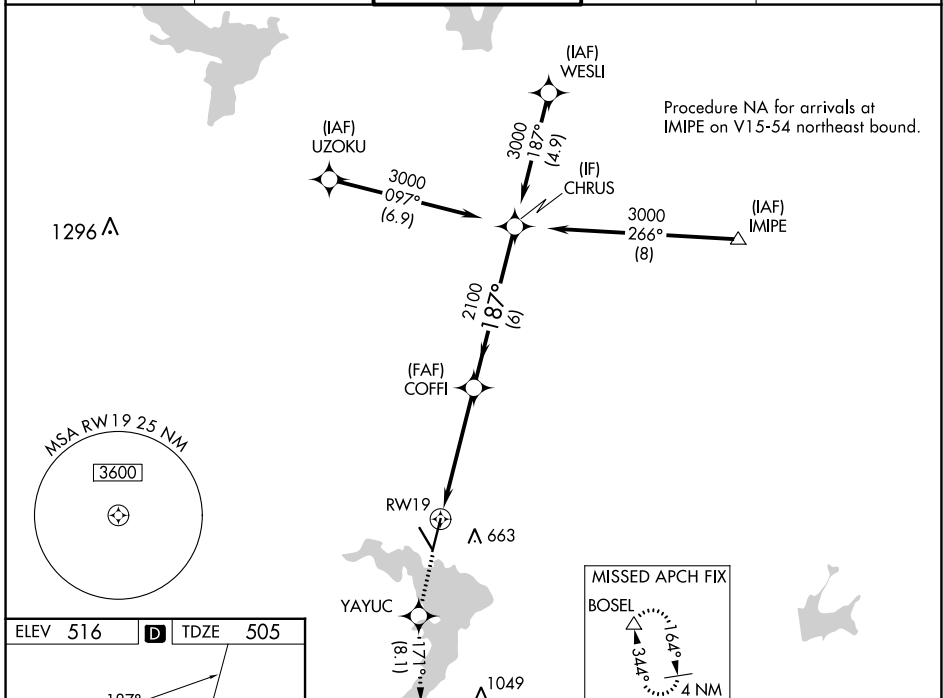 (IAF)
WESLI
Procedure NA for arrivals at
IMIPE on V15-54 northeast bound.
(IAF)
UZOKU
3000
187°
(4.9)
(IF)
CHRUS
3000
097°
(6.9)
(IAF)
IMIPE
3000
266°
(8)
1296
2100
187°
(6)
(FAF)
COFFI
MSA RW19 25 NM
3600
RW19
663
MISSED APCH FIX
BOSEL
164°
344°
4 NM
YAYUC
171°
(8.1)
1049
ELEV 516 D TDZE 505
187°